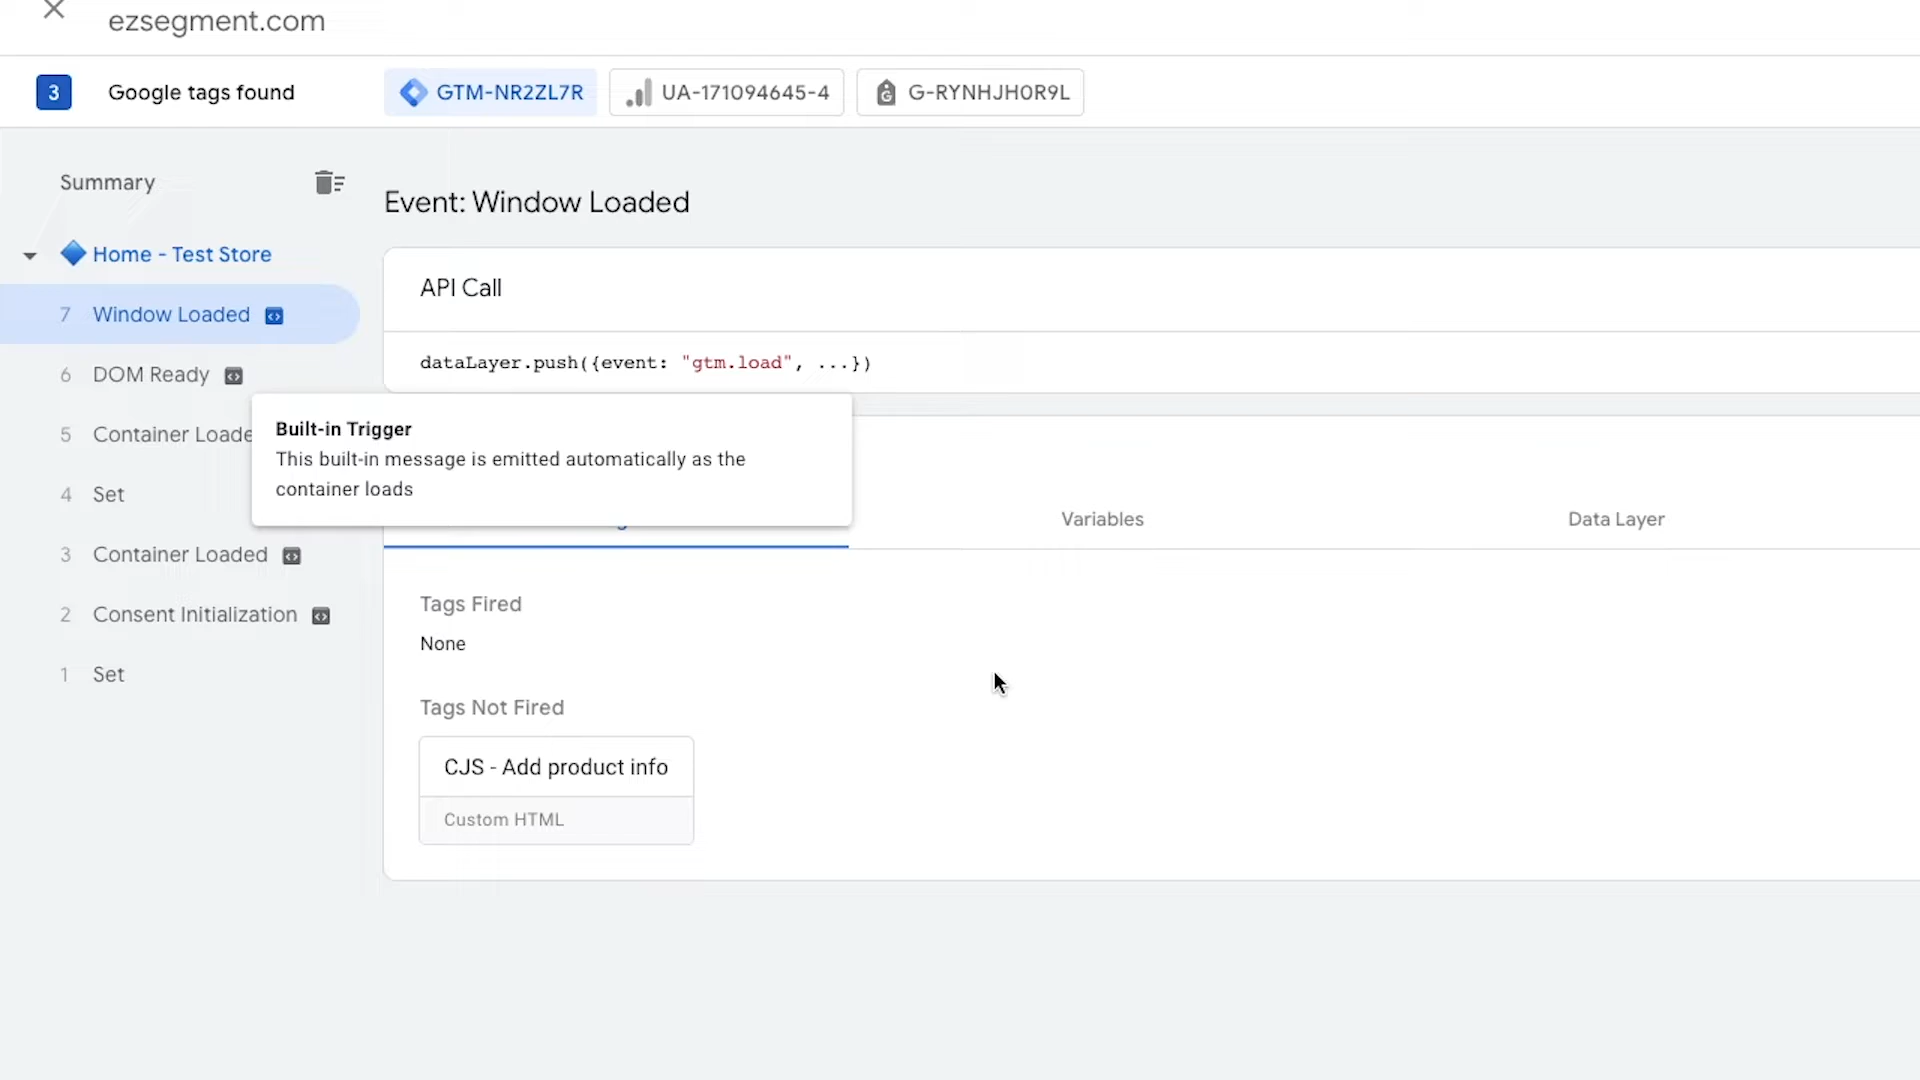 ezsegment.com
3 Google tags found GTM-NR2ZL7R UA-171094645-4 G-RYNHJH0R9L
Summary
Home - Test Store
7 Window Loaded
6 DOM Ready
5 Container Loade
4 Set
3 Container Loaded
2 Consent Initialization
1 Set
Event: Window Loaded
API Call
dataLayer.push({event: "gtm.load", ...})
Built-in Trigger
This built-in message is emitted automatically as the
container loads
Variables Data Layer
Tags Fired
None
Tags Not Fired
CJS - Add product info
Custom HTML